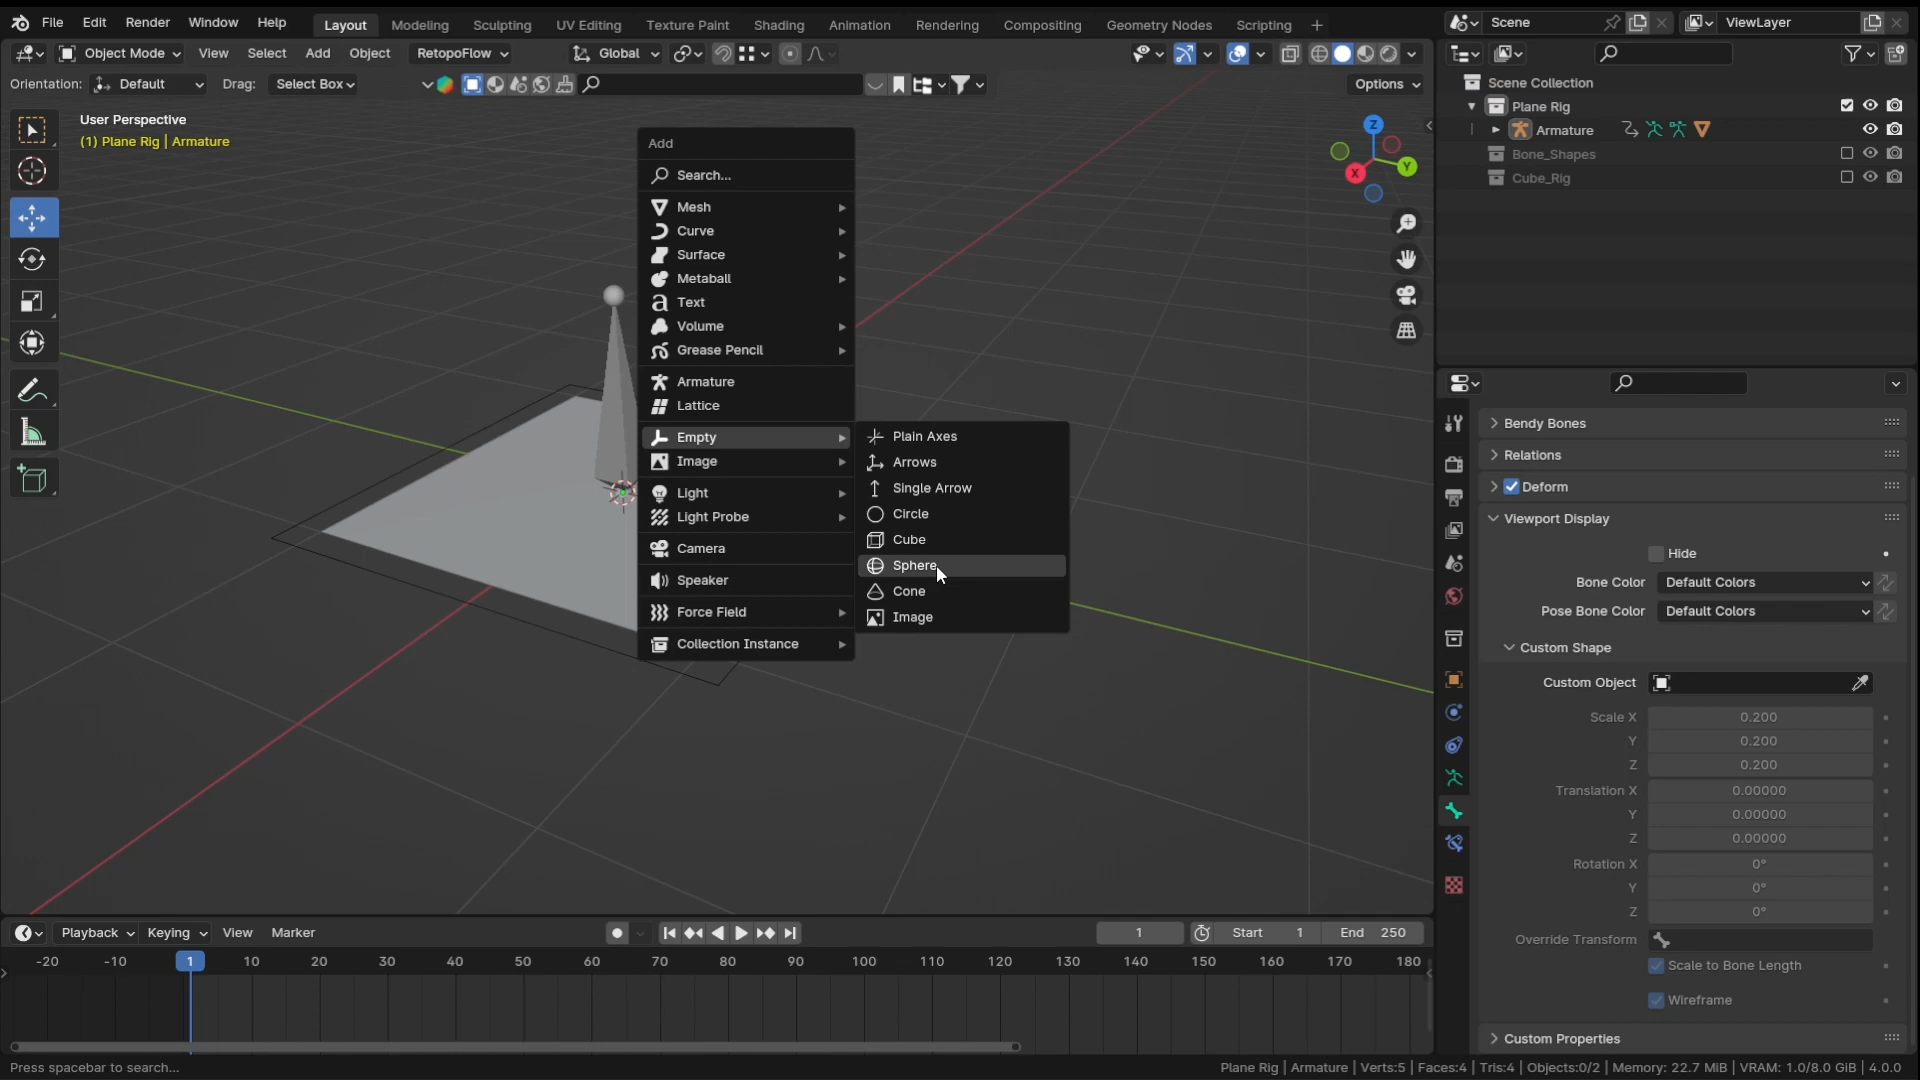 File Edit Render Window Help Layout Modeling Sculpting UV Editing Texture Paint Shading Animation Rendering Compositing Geometry Nodes Scripting + Scene ViewLayer
Object Mode View Select Add Object RetopoFlow Global
Orientation: Default Drag: Select Box Options
User Perspective
(1) Plane Rig | Armature
Add
Search...
Mesh
Curve
Surface
Metaball
Text
Volume
Grease Pencil
Armature
Lattice
Empty
Image
Light
Light Probe
Camera
Speaker
Force Field
Collection Instance
Plain Axes
Arrows
Single Arrow
Circle
Cube
Sphere
Cone
Image
Z
Y
X
Scene Collection
Plane Rig
Armature
Bone_Shapes
Cube_Rig
Bendy Bones
Relations
Deform
Viewport Display
Hide
Bone Color Default Colors
Pose Bone Color Default Colors
Custom Shape
Custom Object
Scale X 0.200
Y 0.200
Z 0.200
Translation X 0.00000
Y 0.00000
Z 0.00000
Rotation X 0°
Y 0°
Z 0°
Override Transform
Scale to Bone Length
Wireframe
Custom Properties
Playback Keying View Marker 1 Start 1 End 250
-20 -10 1 10 20 30 40 50 60 70 80 90 100 110 120 130 140 150 160 170 180
Press spacebar to search... Plane Rig | Armature | Verts:5 | Faces:4 | Tris:4 | Objects:0/2 | Memory: 22.7 MiB | VRAM: 1.0/8.0 GiB | 4.0.0